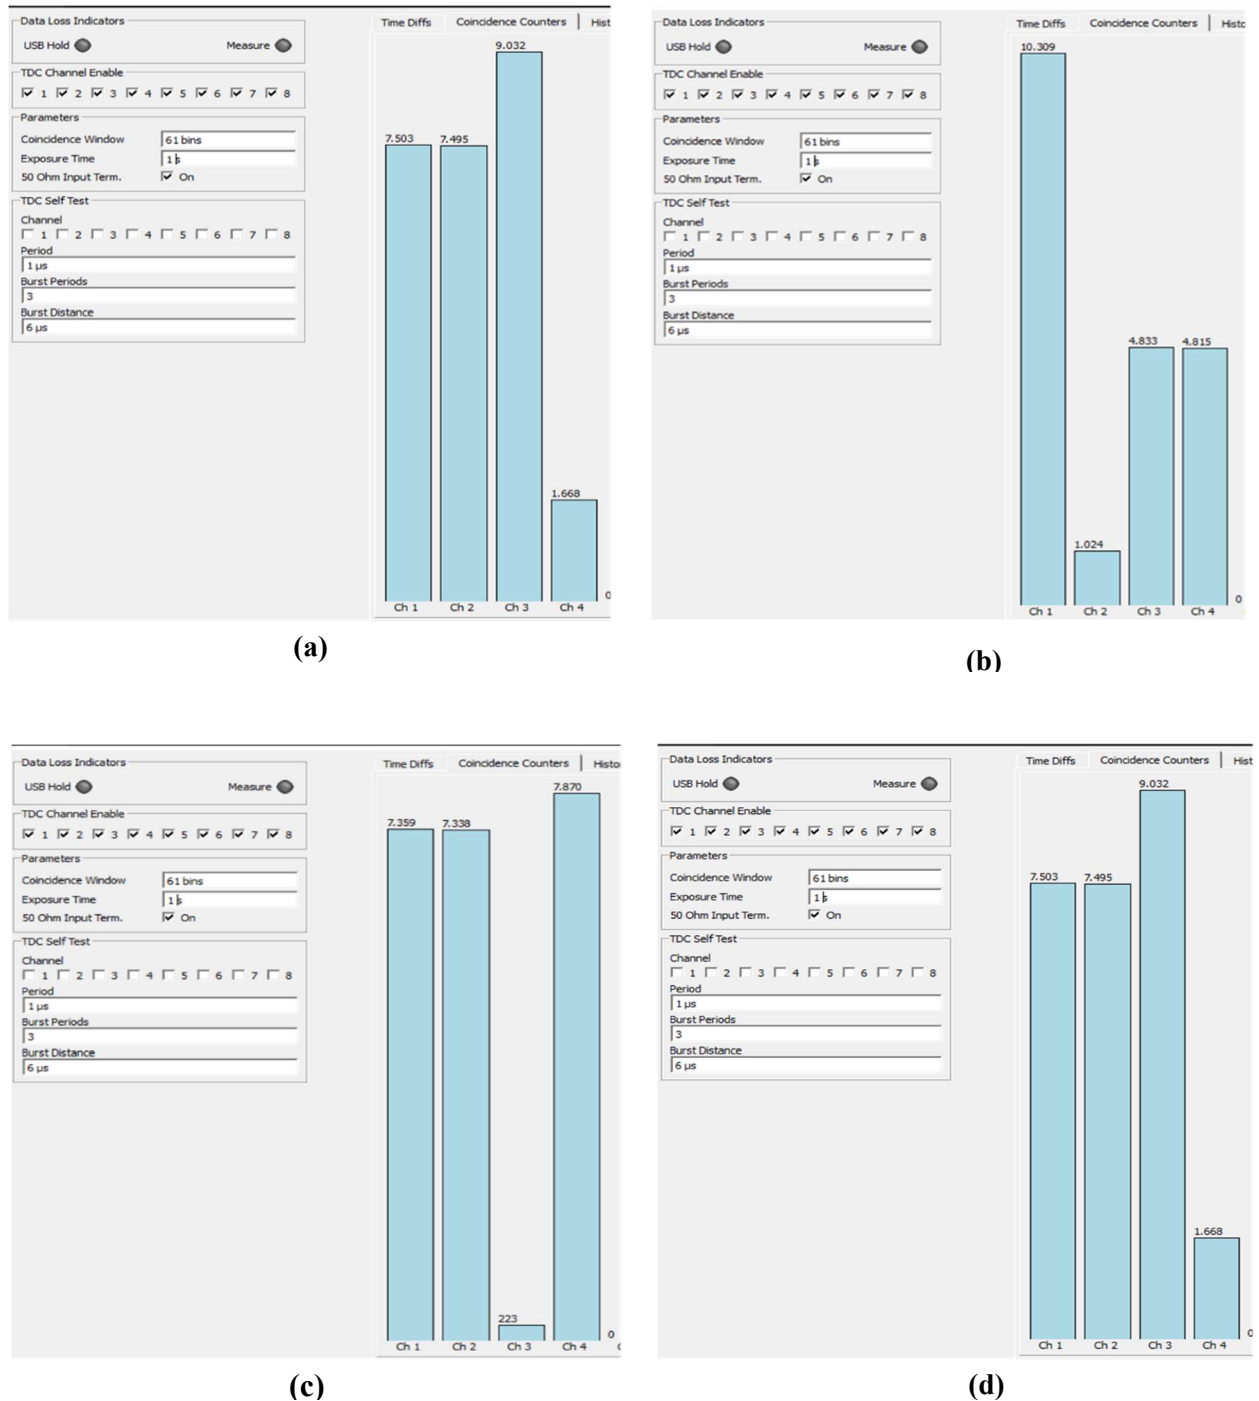 Data Loss Indicators
USB Hold Measure
TDC Channel Enable
1 2 3 4 5 6 7 8
Parameters
Coincidence Window 61 bins
Exposure Time 1 s
50 Ohm Input Term. On
TDC Self Test
Channel
1 2 3 4 5 6 7 8
Period
1 µs
Burst Periods
3
Burst Distance
6 µs
Time Diffs Coincidence Counters Hist
9.032
7.503 7.495
1.668
0
Ch 1 Ch 2 Ch 3 Ch 4
(a)
Data Loss Indicators
USB Hold Measure
TDC Channel Enable
1 2 3 4 5 6 7 8
Parameters
Coincidence Window 61 bins
Exposure Time 1 s
50 Ohm Input Term. On
TDC Self Test
Channel
1 2 3 4 5 6 7 8
Period
1 µs
Burst Periods
3
Burst Distance
6 µs
Time Diffs Coincidence Counters Histo
10.309
4.833 4.815
1.024
0
Ch 1 Ch 2 Ch 3 Ch 4
(b)
Data Loss Indicators
USB Hold Measure
TDC Channel Enable
1 2 3 4 5 6 7 8
Parameters
Coincidence Window 61 bins
Exposure Time 1 s
50 Ohm Input Term. On
TDC Self Test
Channel
1 2 3 4 5 6 7 8
Period
1 µs
Burst Periods
3
Burst Distance
6 µs
Time Diffs Coincidence Counters Histo
7.870
7.359 7.338
223
0
Ch 1 Ch 2 Ch 3 Ch 4
(c)
Data Loss Indicators
USB Hold Measure
TDC Channel Enable
1 2 3 4 5 6 7 8
Parameters
Coincidence Window 61 bins
Exposure Time 1 s
50 Ohm Input Term. On
TDC Self Test
Channel
1 2 3 4 5 6 7 8
Period
1 µs
Burst Periods
3
Burst Distance
6 µs
Time Diffs Coincidence Counters Hist
9.032
7.503 7.495
1.668
0
Ch 1 Ch 2 Ch 3 Ch 4
(d)